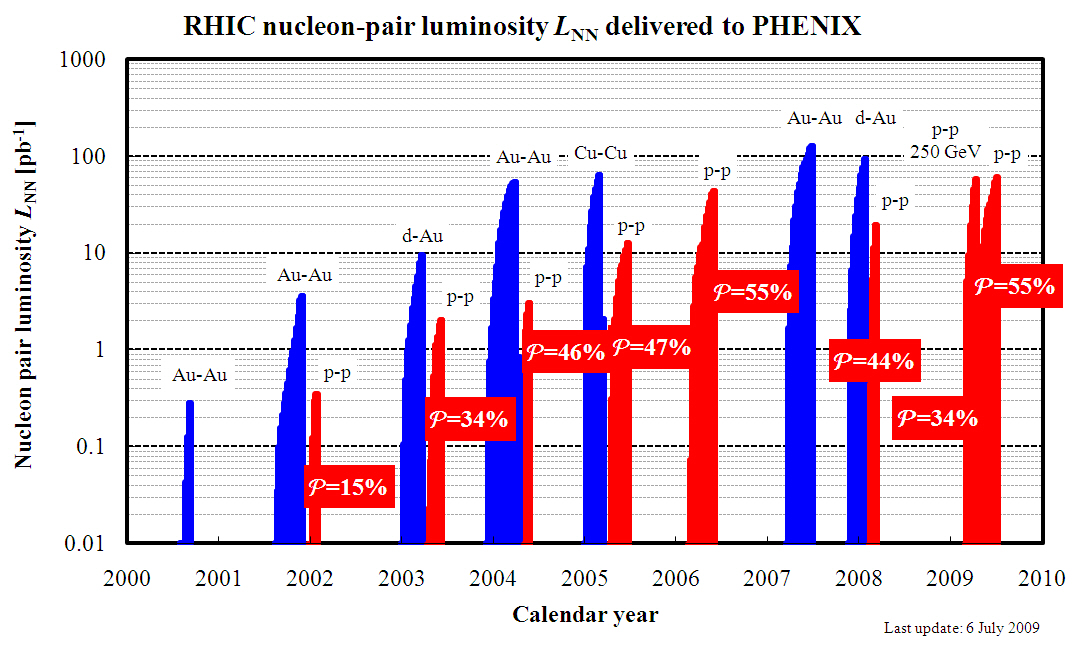 RHIC nucleon-pair luminosity L_NN delivered to PHENIX
Nucleon pair luminosity L_NN [pb⁻¹]
1000
100
10
1
0.1
0.01
Au-Au
Au-Au
p-p
d-Au
p-p
Au-Au
p-p
Cu-Cu
p-p
p-p
Au-Au
d-Au
p-p
p-p
250 GeV
p-p
𝒫=15%
𝒫=34%
𝒫=46%
𝒫=47%
𝒫=55%
𝒫=44%
𝒫=34%
𝒫=55%
2000 2001 2002 2003 2004 2005 2006 2007 2008 2009 2010
Calendar year
Last update: 6 July 2009